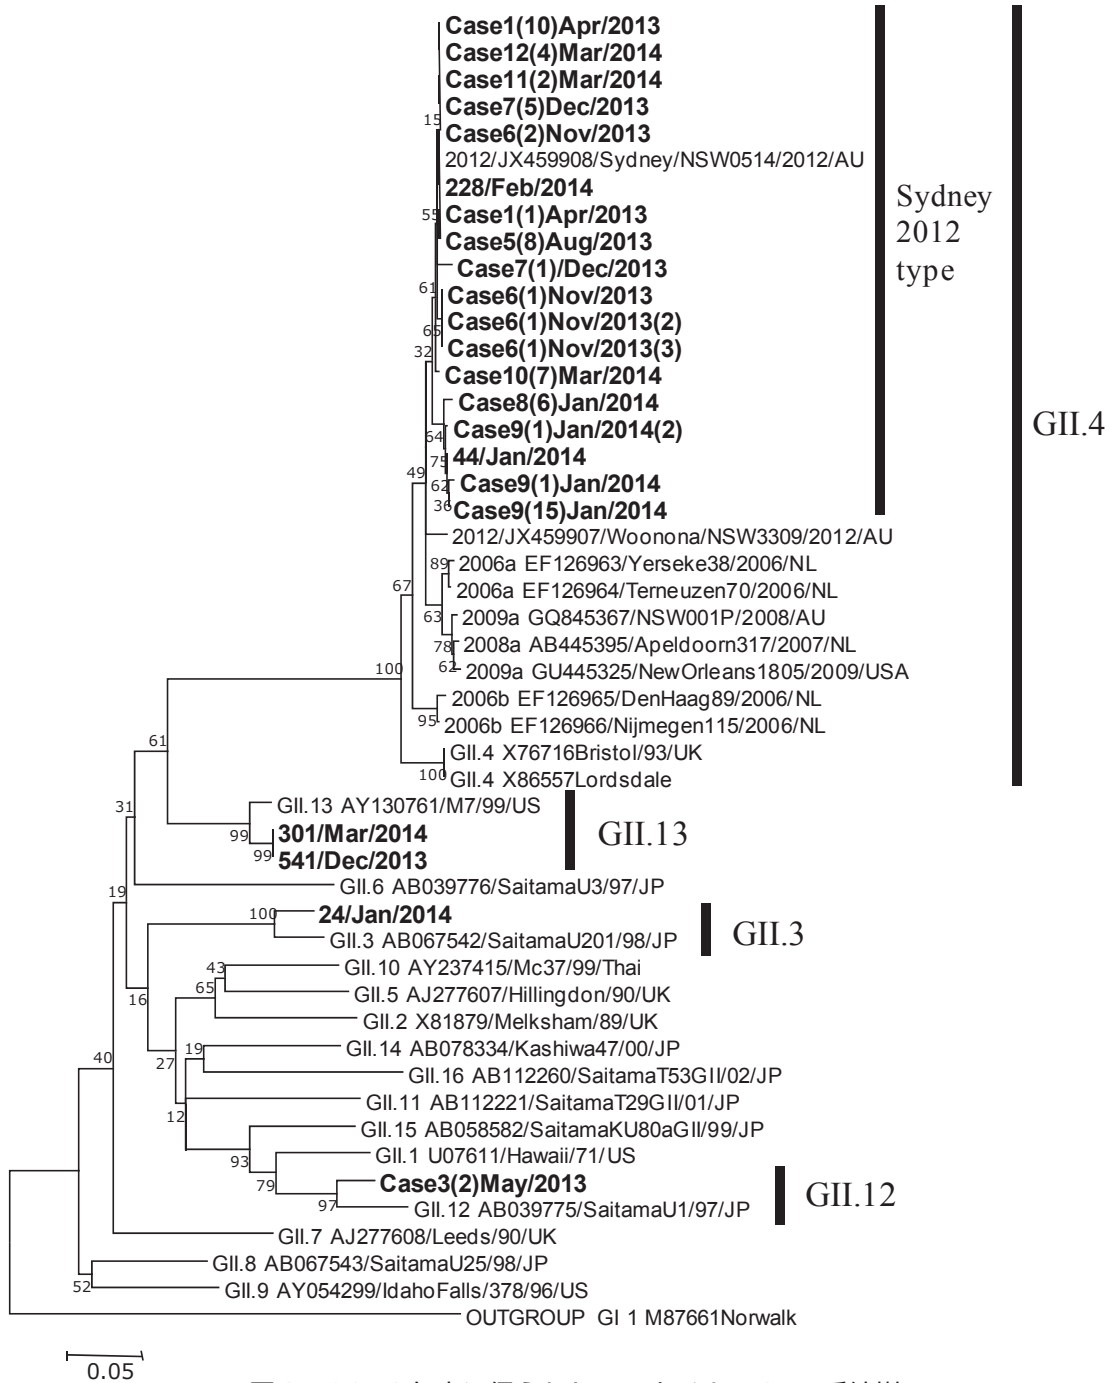 Case1(10)Apr/2013
Case12(4)Mar/2014
Case11(2)Mar/2014
Case7(5)Dec/2013
15
Case6(2)Nov/2013
2012/JX459908/Sydney/NSW0514/2012/AU
228/Feb/2014
55
Case1(1)Apr/2013
Case5(8)Aug/2013
Case7(1)/Dec/2013
61
Case6(1)Nov/2013
Case6(1)Nov/2013(2)
65
Case6(1)Nov/2013(3)
32
Case10(7)Mar/2014
Case8(6)Jan/2014
Case9(1)Jan/2014(2)
64
44/Jan/2014
75
49
Case9(1)Jan/2014
62
Case9(15)Jan/2014
36
Sydney
2012
type
2012/JX459907/Woonona/NSW3309/2012/AU
89
2006a EF126963/Yerseke38/2006/NL
67
2006a EF126964/Terneuzen70/2006/NL
63
2009a GQ845367/NSW001P/2008/AU
78
2008a AB445395/Apeldoorn317/2007/NL
62
2009a GU445325/NewOrleans1805/2009/USA
100
2006b EF126965/DenHaag89/2006/NL
95
2006b EF126966/Nijmegen115/2006/NL
GII.4 X76716Bristol/93/UK
100
GII.4 X86557Lordsdale
GII.4
61
31
GII.13 AY130761/M7/99/US
99
301/Mar/2014
99
541/Dec/2013
GII.13
GII.6 AB039776/SaitamaU3/97/JP
19
100
24/Jan/2014
GII.3 AB067542/SaitamaU201/98/JP
GII.3
43
GII.10 AY237415/Mc37/99/Thai
65
GII.5 AJ277607/Hillingdon/90/UK
16
GII.2 X81879/Melksham/89/UK
19
GII.14 AB078334/Kashiwa47/00/JP
40
27
GII.16 AB112260/SaitamaT53GII/02/JP
GII.11 AB112221/SaitamaT29GII/01/JP
12
GII.15 AB058582/SaitamaKU80aGII/99/JP
93
GII.1 U07611/Hawaii/71/US
79
Case3(2)May/2013
97
GII.12 AB039775/SaitamaU1/97/JP
GII.12
GII.7 AJ277608/Leeds/90/UK
GII.8 AB067543/SaitamaU25/98/JP
52
GII.9 AY054299/IdahoFalls/378/96/US
OUTGROUP GI 1 M87661Norwalk
0.05